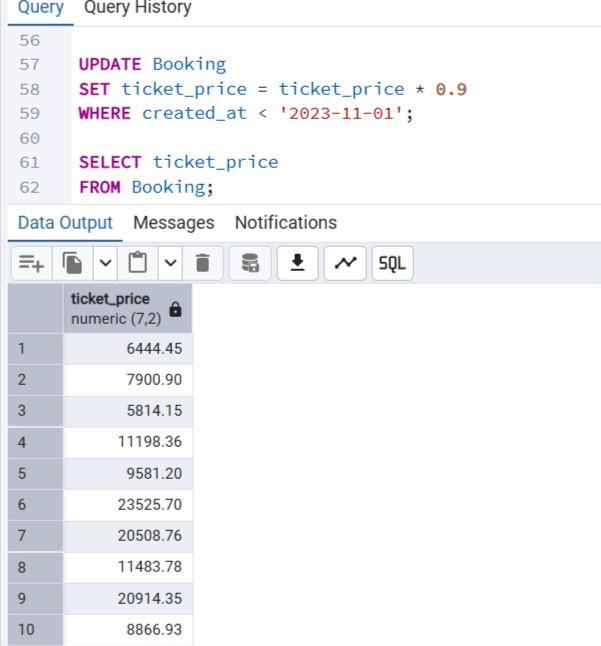 Query Query History
56
57 UPDATE Booking
58 SET ticket_price = ticket_price * 0.9
59 WHERE created_at < '2023-11-01';
60
61 SELECT ticket_price
62 FROM Booking;
Data Output Messages Notifications
SQL
ticket_price
numeric (7,2)
1 6444.45
2 7900.90
3 5814.15
4 11198.36
5 9581.20
6 23525.70
7 20508.76
8 11483.78
9 20914.35
10 8866.93